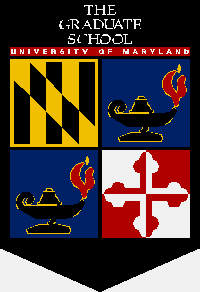 THE
GRADUATE
SCHOOL
UNIVERSITY OF MARYLAND